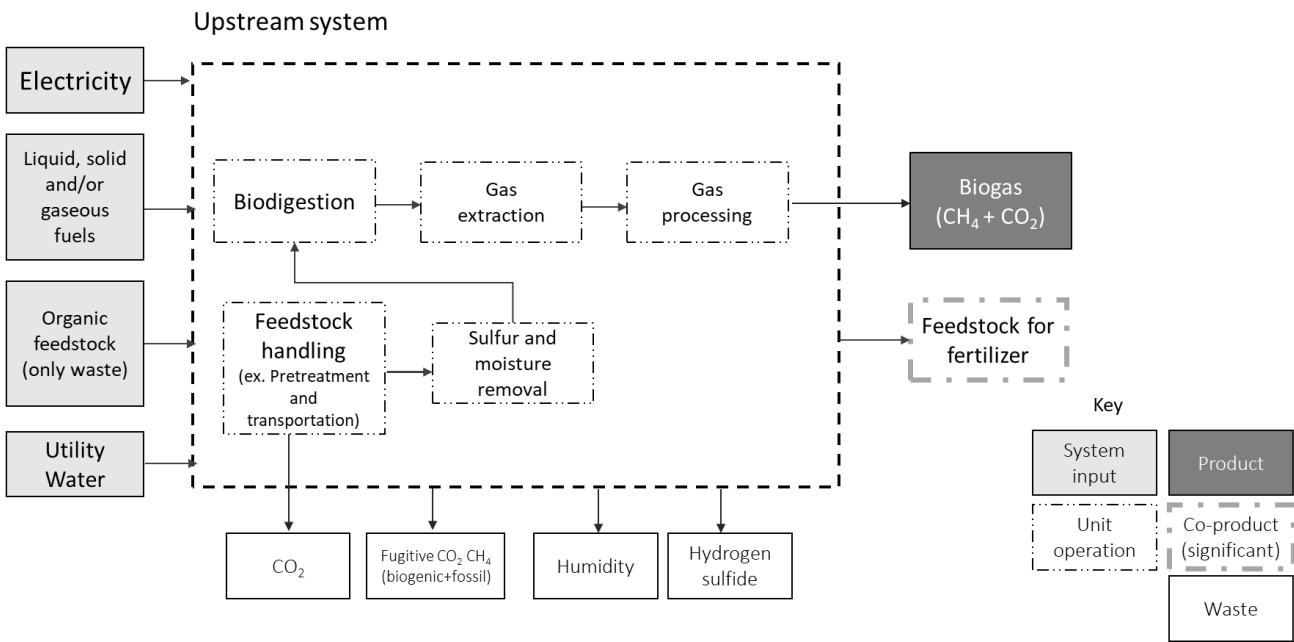 Upstream system
Electricity
Liquid, solid
and/or
gaseous
fuels
Organic
feedstock
(only waste)
Utility
Water
Biodigestion
Gas
extraction
Gas
processing
Feedstock
handling
(ex. Pretreatment
and
transportation)
Sulfur and
moisture
removal
Biogas
(CH₄ + CO₂)
Feedstock for
fertilizer
CO₂
Fugitive CO₂ CH₄
(biogenic+fossil)
Humidity
Hydrogen
sulfide
Key
System
input
Product
Unit
operation
Co-product
(significant)
Waste